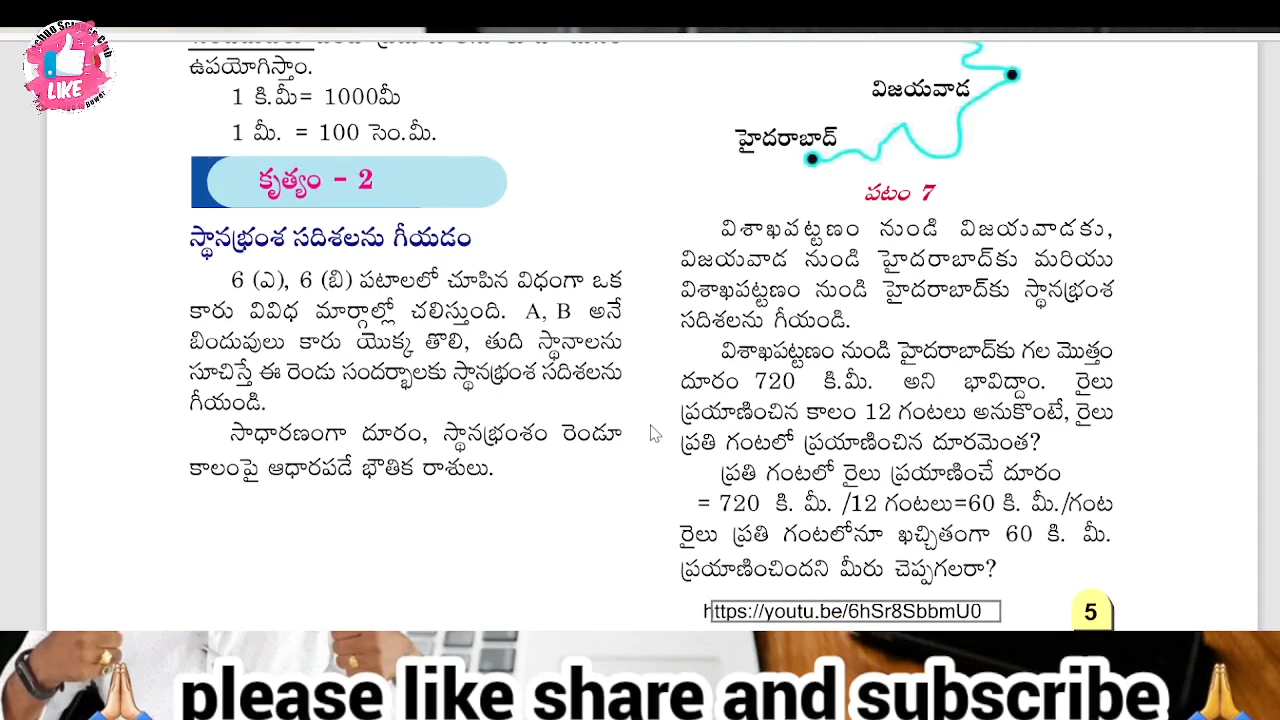 Techno Science Club
LIKE
ఉపయోగిస్తాం.
1 కి.మీ= 1000మీ
1 మీ. = 100 సెం.మీ.
కృత్యం - 2
స్థానభ్రంశ సదిశలను గీయడం
6 (ఎ), 6 (బి) పటాలలో చూపిన విధంగా ఒక
కారు వివిధ మార్గాల్లో చలిస్తుంది. A, B అనే
బిందువులు కారు యొక్క తొలి, తుది స్థానాలను
సూచిస్తే ఈ రెండు సందర్భాలకు స్థానభ్రంశ సదిశలను
గీయండి.
సాధారణంగా దూరం, స్థానభ్రంశం రెండూ
కాలంపై ఆధారపడే భౌతిక రాశులు.
విజయవాడ
హైదరాబాద్
పటం 7
విశాఖపట్టణం నుండి విజయవాడకు,
విజయవాడ నుండి హైదరాబాద్‌కు మరియు
విశాఖపట్టణం నుండి హైదరాబాద్‌కు స్థానభ్రంశ
సదిశలను గీయండి.
విశాఖపట్టణం నుండి హైదరాబాద్‌కు గల మొత్తం
దూరం 720 కి.మీ. అని భావిద్దాం. రైలు
ప్రయాణించిన కాలం 12 గంటలు అనుకొంటే, రైలు
ప్రతి గంటలో ప్రయాణించిన దూరమెంత?
ప్రతి గంటలో రైలు ప్రయాణించే దూరం
= 720 కి. మీ. /12 గంటలు=60 కి. మీ./గంట
రైలు ప్రతి గంటలోనూ ఖచ్చితంగా 60 కి. మీ.
ప్రయాణించిందని మీరు చెప్పగలరా?
https://youtu.be/6hSr8SbbmU0
5
please like share and subscribe